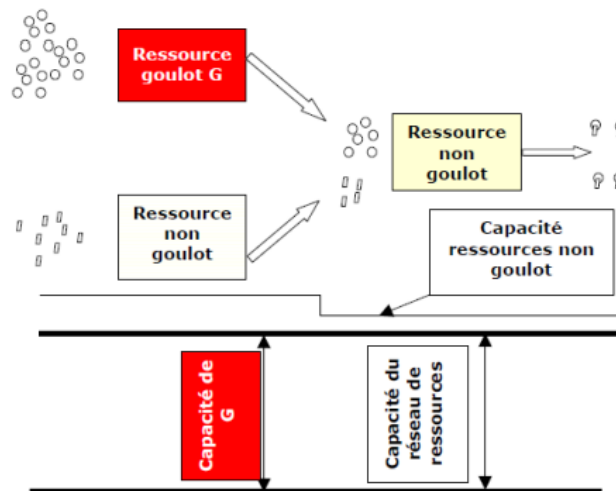 Ressource
goulot G
Ressource
non
goulot
Ressource
non
goulot
Capacité
ressources non
goulot
Capacité de
G
Capacité du
réseau de
ressources